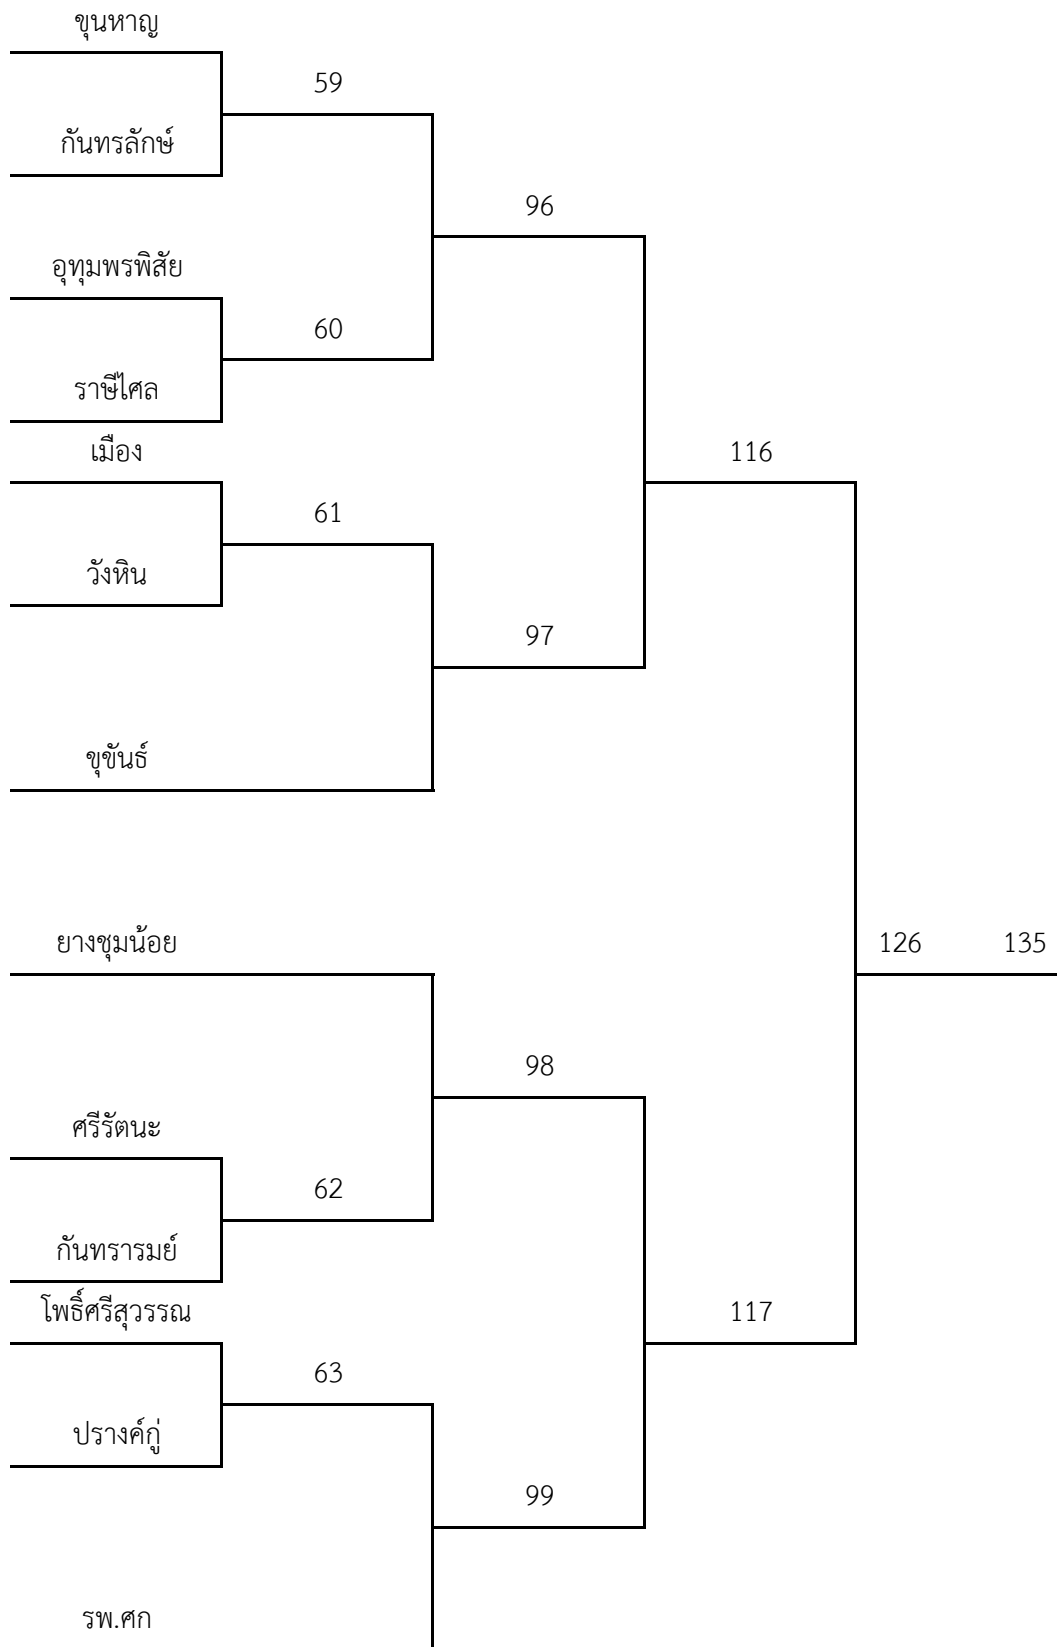 ขุนหาญ
59
กันทรลักษ์
96
อุทุมพรพิสัย
60
ราษีไศล
เมือง
116
61
วังหิน
97
ขุขันธ์
ยางชุมน้อย
126 135
98
ศรีรัตนะ
62
กันทรารมย์
โพธิ์ศรีสุวรรณ
117
63
ปรางค์กู่
99
รพ.ศก